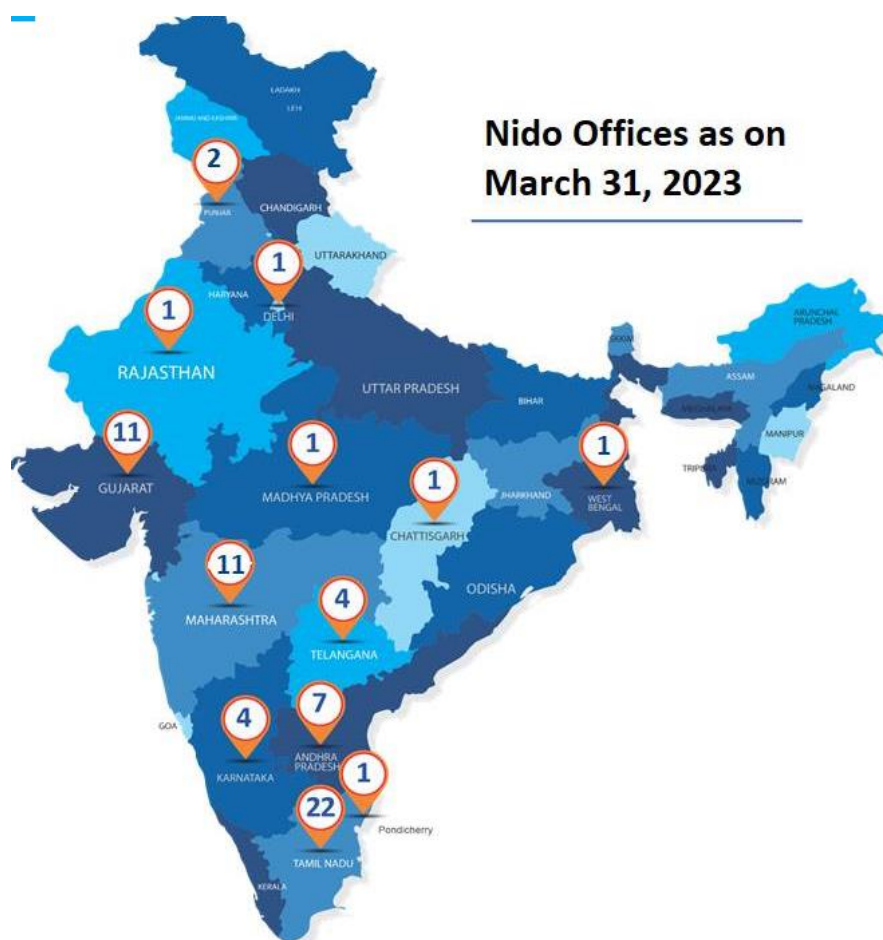 Nido Offices as on
March 31, 2023
LADAKH
LEH
JAMMU AND KASHMIR
2
PUNJAB
CHANDIGARH
UTTARAKHAND
1
HARYANA
DELHI
1
RAJASTHAN
UTTAR PRADESH
BIHAR
SIKKIM
ARUNCHAL
PRADESH
ASSAM
NAGALAND
MEGHALAYA
MANIPUR
TRIPURA
MIZORAM
11
GUJARAT
1
MADHYA PRADESH
1
CHATTISGARH
JHARKHAND
1
WEST
BENGAL
ODISHA
11
MAHARASHTRA
4
TELANGANA
GOA
4
KARNATAKA
7
ANDHRA
PRADESH
1
Pondicherry
22
TAMIL NADU
KERALA